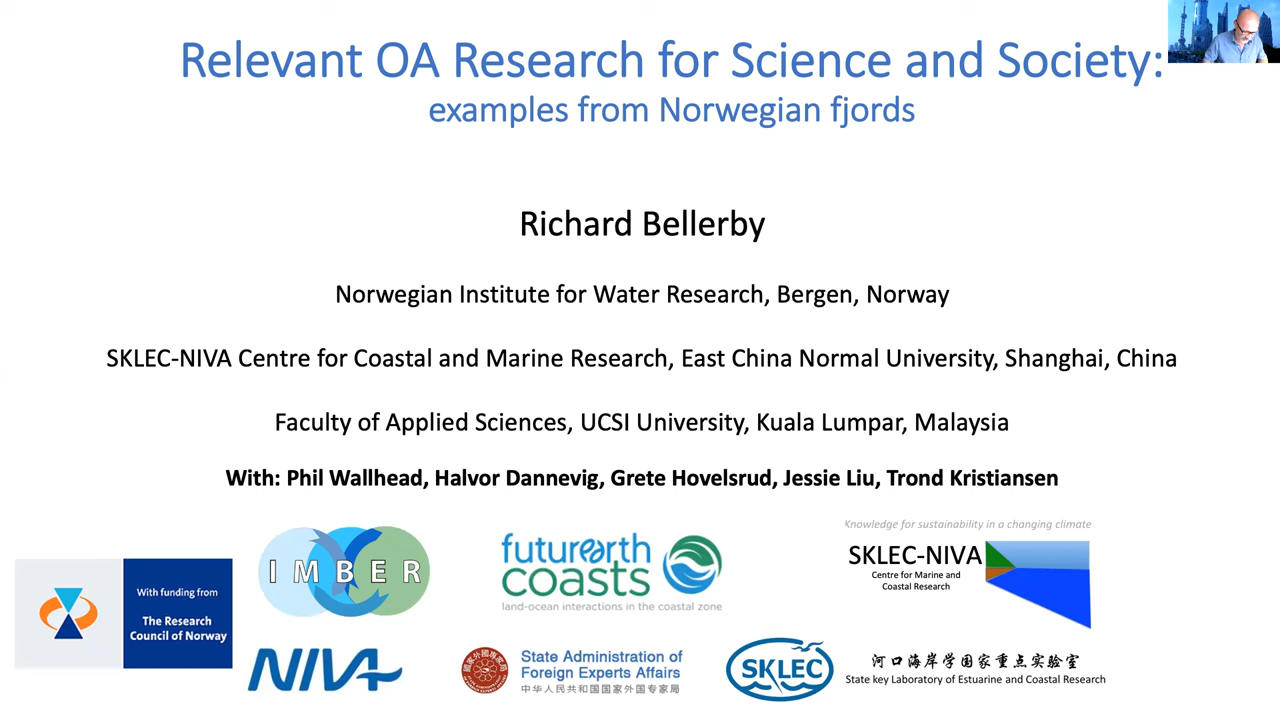 Relevant OA Research for Science and Society:
examples from Norwegian fjords
Richard Bellerby
Norwegian Institute for Water Research, Bergen, Norway
SKLEC-NIVA Centre for Coastal and Marine Research, East China Normal University, Shanghai, China
Faculty of Applied Sciences, UCSI University, Kuala Lumpar, Malaysia
With: Phil Wallhead, Halvor Dannevig, Grete Hovelsrud, Jessie Liu, Trond Kristiansen
With funding from
The Research
Council of Norway
IMBER
futurearth
coasts
land-ocean interactions in the coastal zone
Knowledge for sustainability in a changing climate
SKLEC-NIVA
Centre for Marine and
Coastal Research
NIVA
State Administration of
Foreign Experts Affairs
中华人民共和国国家外国专家局
SKLEC
河口海岸学国家重点实验室
State key Laboratory of Estuarine and Coastal Research